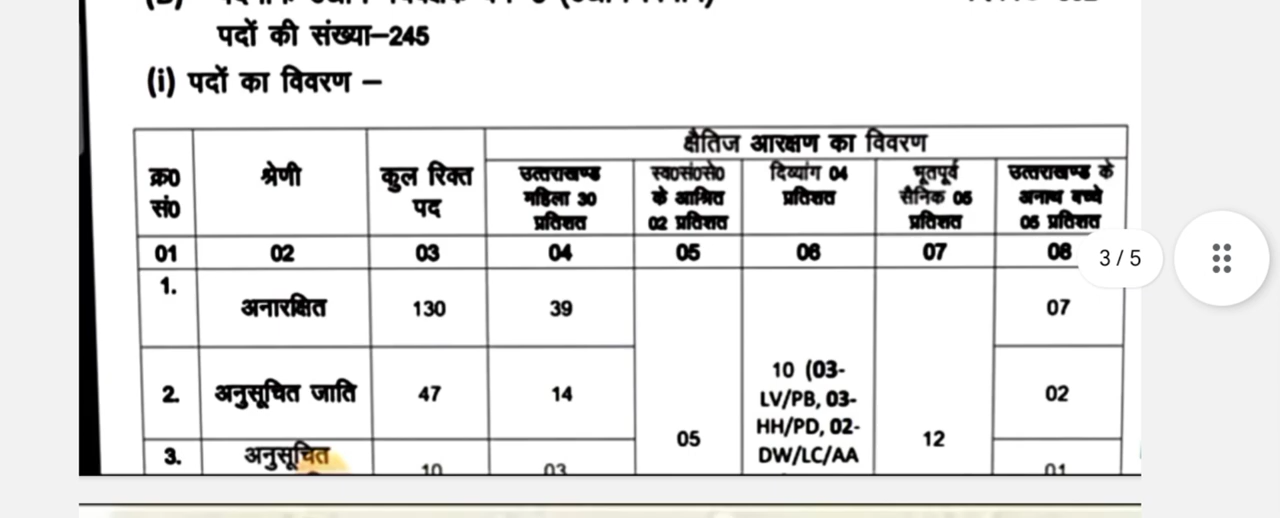 पदों की संख्या–245
(i) पदों का विवरण –
क्र0 सं0
श्रेणी
कुल रिक्त पद
क्षैतिज आरक्षण का विवरण
उत्तराखण्ड महिला 30 प्रतिशत
स्व0सं0से0 के आश्रित 02 प्रतिशत
दिव्यांग 04 प्रतिशत
भूतपूर्व सैनिक 05 प्रतिशत
उत्तराखण्ड के अनाथ बच्चे 05 प्रतिशत
01 02 03 04 05 06 07 08
3 / 5
1. अनारक्षित 130 39 07
2. अनुसूचित जाति 47 14 02
10 (03-
LV/PB, 03-
HH/PD, 02-
DW/LC/AA
05 12
3. अनुसूचित 10 03 01